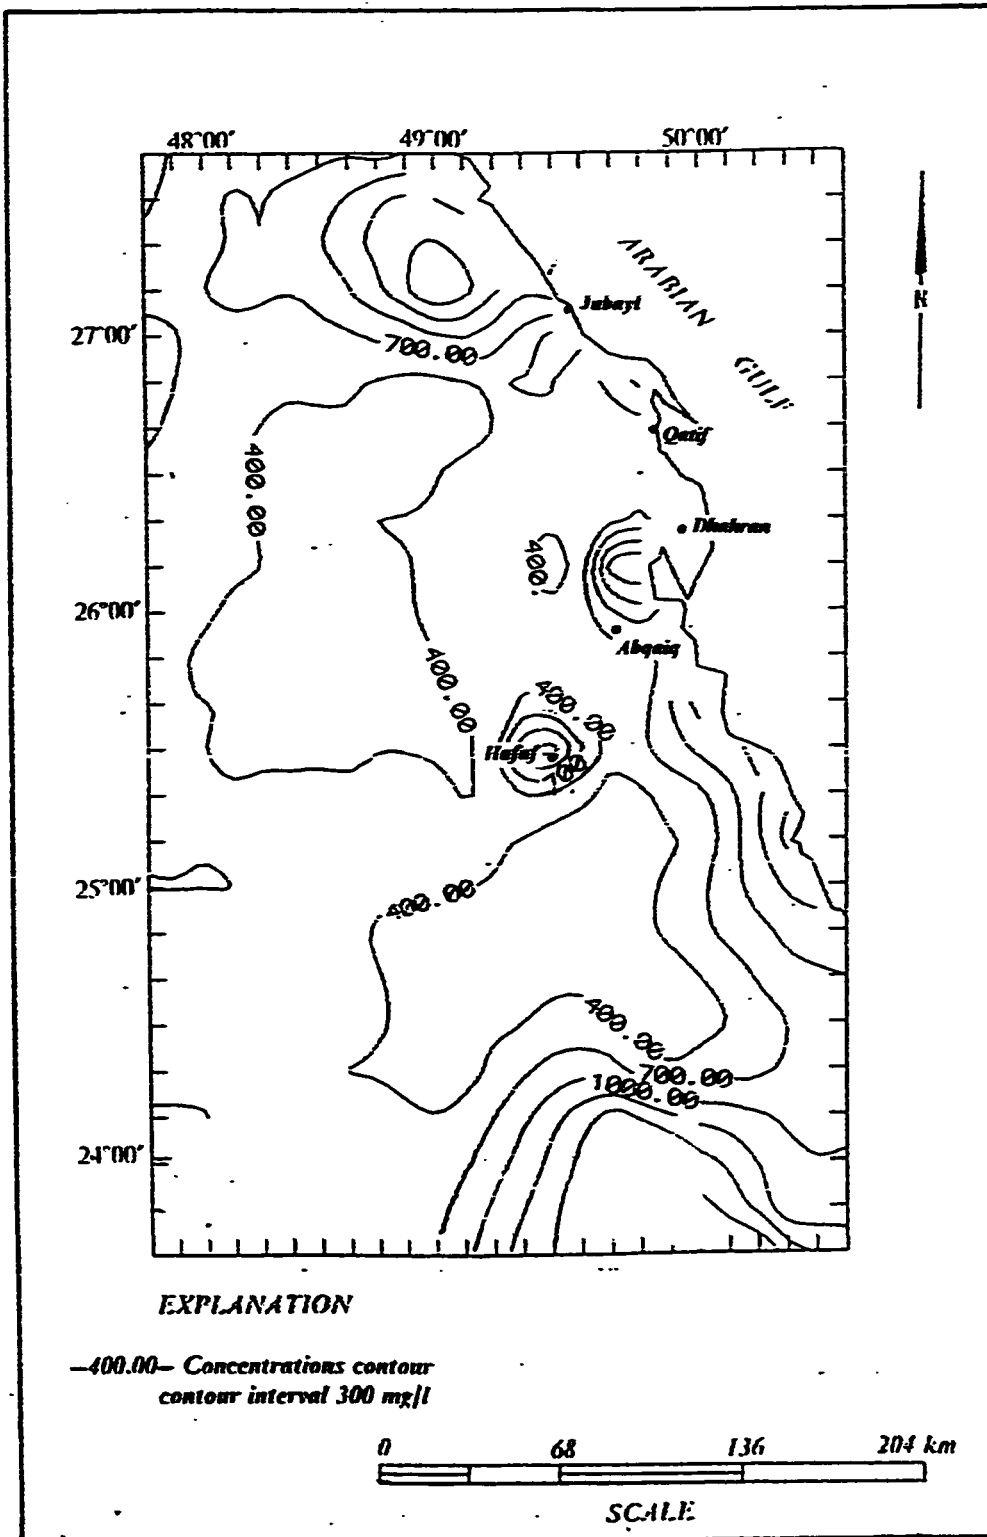 48°00′ 49°00′ 50°00′
ARABIAN
GULF
N
Jubayl
27°00′
700.00
Qatif
400.00
Dhahran
400.
26°00′
Abqaiq
400.00
400.00
Hafuf
700
25°00′
400.00
400.00
700.00
1000.00
24°00′
EXPLANATION
—400.00— Concentrations contour
contour interval 300 mg/l
0 68 136 204 km
SCALE